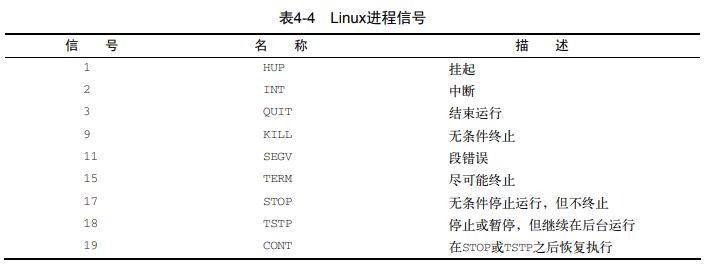 表4-4 Linux进程信号
信 号 名 称 描 述
1 HUP 挂起
2 INT 中断
3 QUIT 结束运行
9 KILL 无条件终止
11 SEGV 段错误
15 TERM 尽可能终止
17 STOP 无条件停止运行，但不终止
18 TSTP 停止或暂停，但继续在后台运行
19 CONT 在STOP或TSTP之后恢复执行